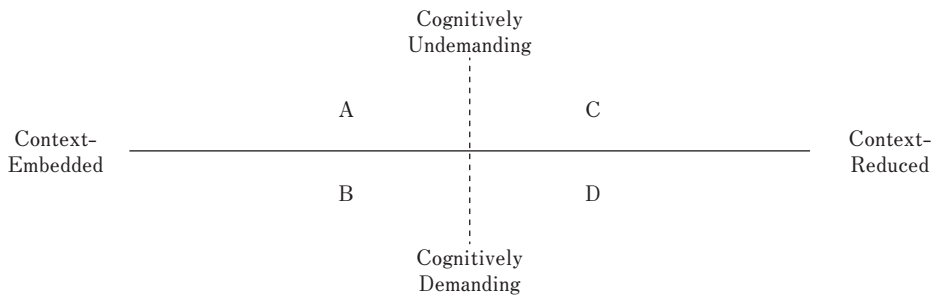 Cognitively
Undemanding
A
C
Context-
Embedded
Context-
Reduced
B
D
Cognitively
Demanding